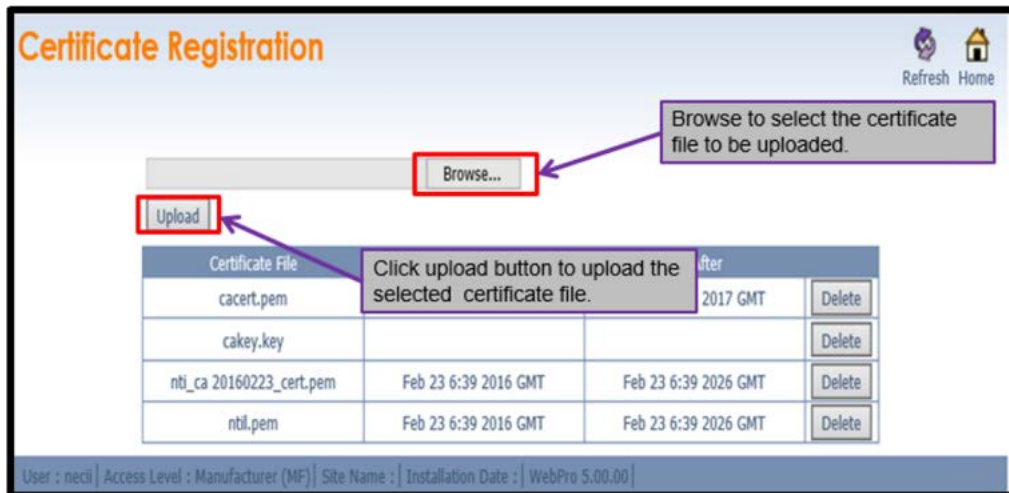 Certificate Registration
Refresh Home
Browse to select the certificate
file to be uploaded.
Browse...
Upload
Click upload button to upload the
selected certificate file.
Certificate File After
cacert.pem 2017 GMT Delete
cakey.key Delete
nti_ca 20160223_cert.pem Feb 23 6:39 2016 GMT Feb 23 6:39 2026 GMT Delete
ntil.pem Feb 23 6:39 2016 GMT Feb 23 6:39 2026 GMT Delete
User : necii | Access Level : Manufacturer (MF) | Site Name : | Installation Date : | WebPro 5.00.00 |